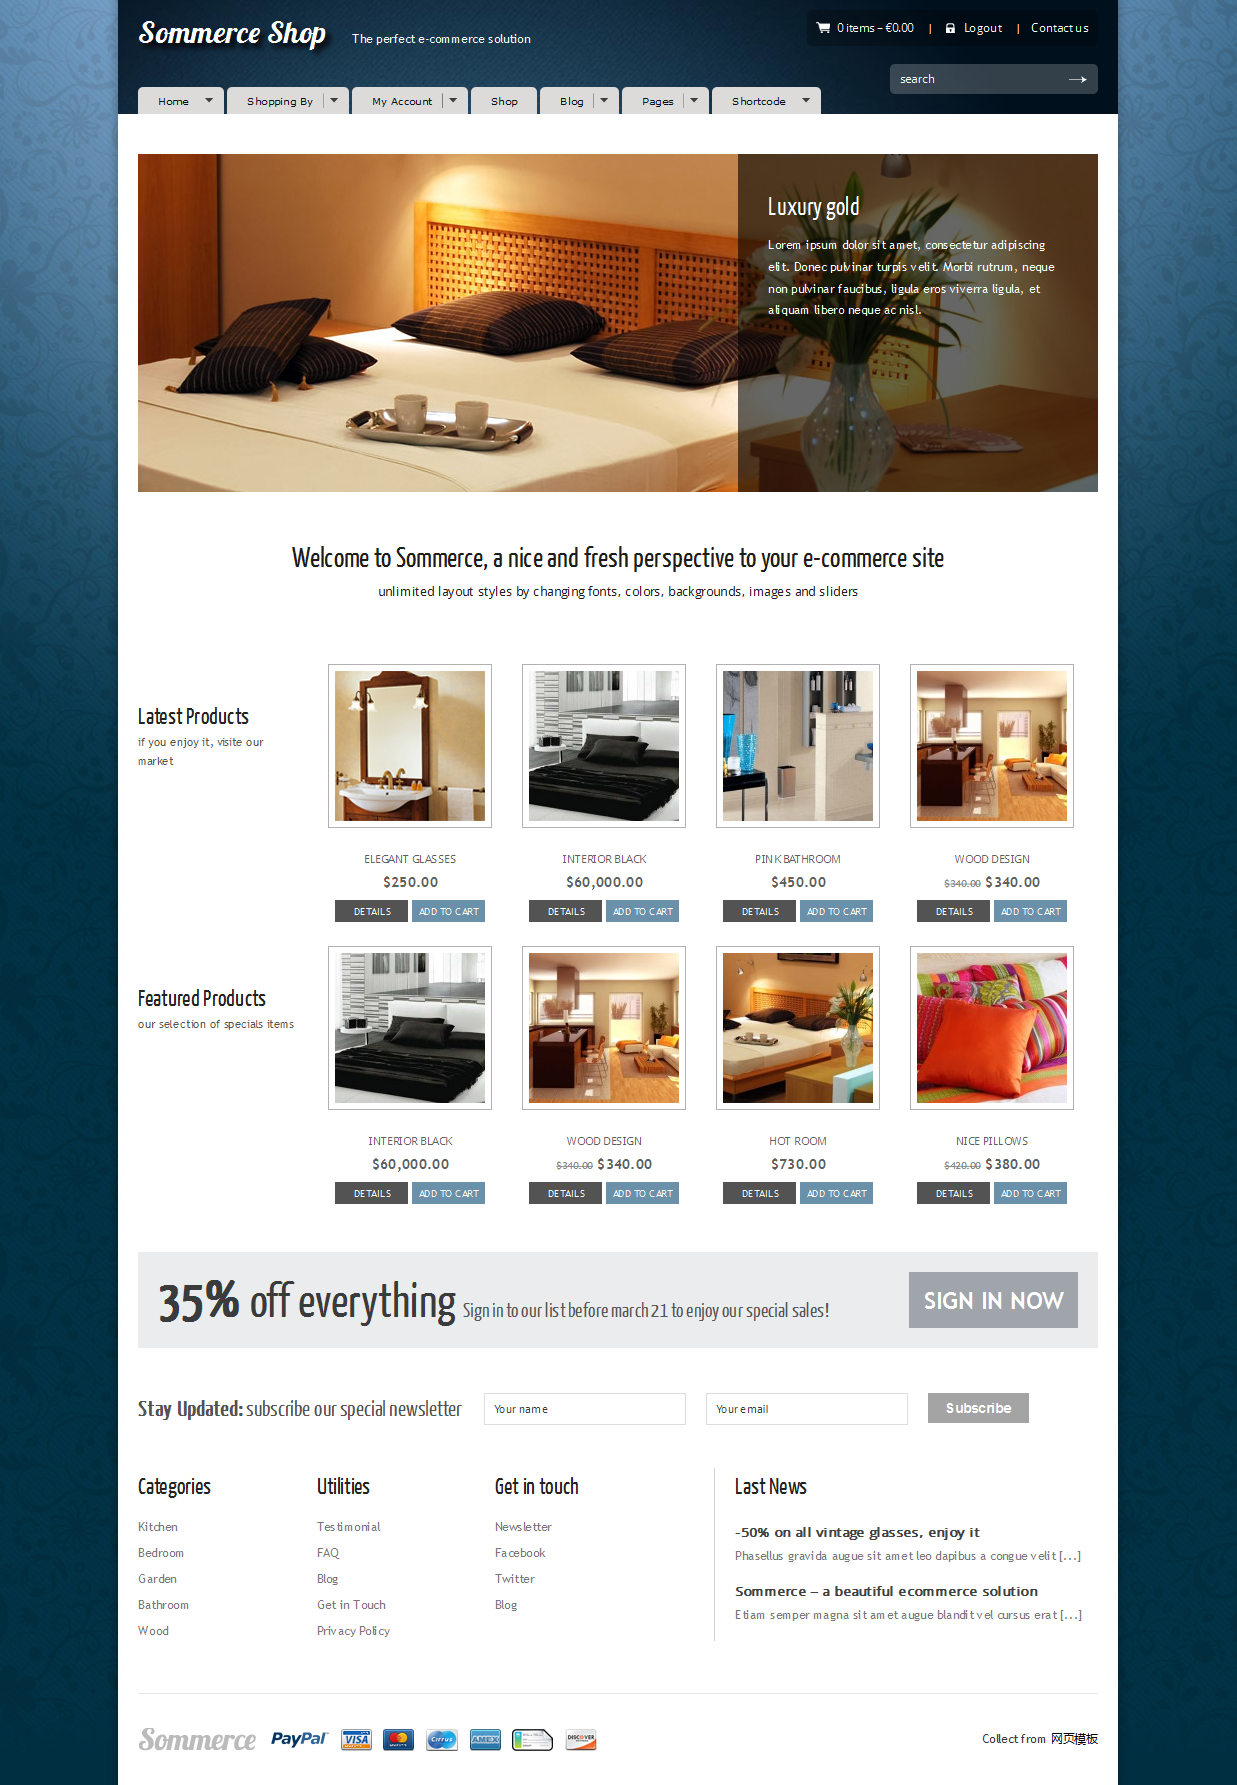 Sommerce Shop
The perfect e-commerce solution
0 items – €0.00 | Logout | Contact us
search
Home
Shopping By
My Account
Shop
Blog
Pages
Shortcode
Luxury gold
Lorem ipsum dolor sit amet, consectetur adipiscing
elit. Donec pulvinar turpis velit. Morbi rutrum, neque
non pulvinar faucibus, ligula eros viverra ligula, et
aliquam libero neque ac nisl.
Welcome to Sommerce, a nice and fresh perspective to your e-commerce site
unlimited layout styles by changing fonts, colors, backgrounds, images and sliders
Latest Products
if you enjoy it, visite our
market
ELEGANT GLASSES
$250.00
DETAILS ADD TO CART
INTERIOR BLACK
$60,000.00
DETAILS ADD TO CART
PINK BATHROOM
$450.00
DETAILS ADD TO CART
WOOD DESIGN
$340.00 $340.00
DETAILS ADD TO CART
Featured Products
our selection of specials items
INTERIOR BLACK
$60,000.00
DETAILS ADD TO CART
WOOD DESIGN
$340.00 $340.00
DETAILS ADD TO CART
HOT ROOM
$730.00
DETAILS ADD TO CART
NICE PILLOWS
$420.00 $380.00
DETAILS ADD TO CART
35% off everything Sign in to our list before march 21 to enjoy our special sales!
SIGN IN NOW
Stay Updated: subscribe our special newsletter
Your name
Your email
Subscribe
Categories
Kitchen
Bedroom
Garden
Bathroom
Wood
Utilities
Testimonial
FAQ
Blog
Get in Touch
Privacy Policy
Get in touch
Newsletter
Facebook
Twitter
Blog
Last News
-50% on all vintage glasses, enjoy it
Phasellus gravida augue sit amet leo dapibus a congue velit [...]
Sommerce – a beautiful ecommerce solution
Etiam semper magna sit amet augue blandit vel cursus erat [...]
Sommerce
PayPal
VISA
Cirrus
AMEX
DISCOVER
Collect from 网页模板